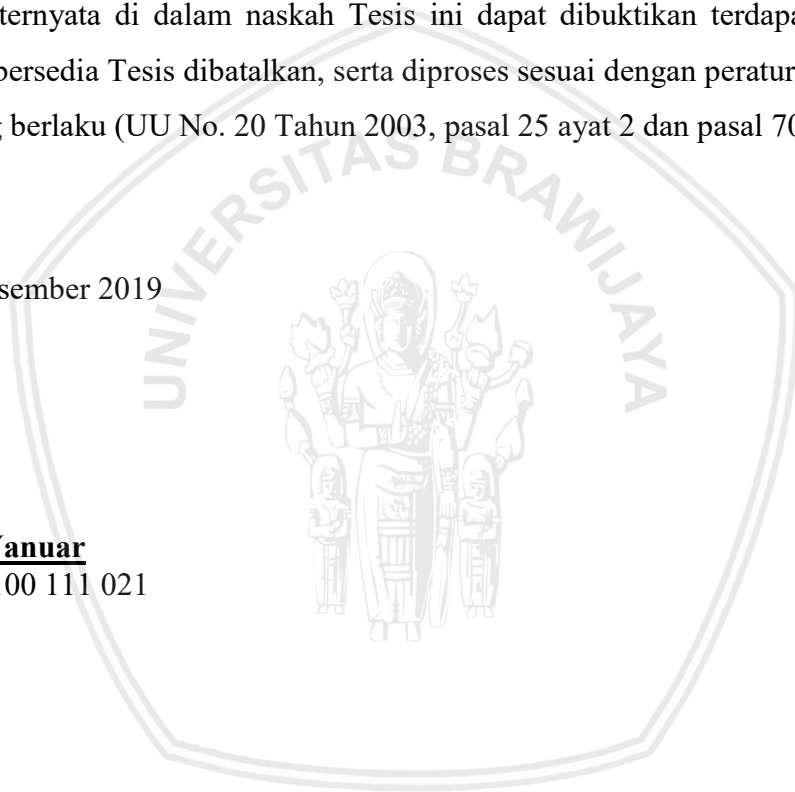 ternyata di dalam naskah Tesis ini dapat dibuktikan terdapa
bersedia Tesis dibatalkan, serta diproses sesuai dengan peratur
berlaku (UU No. 20 Tahun 2003, pasal 25 ayat 2 dan pasal 70
UNIVERSITAS BRAWIJAYA
sember 2019
Yanuar
100 111 021